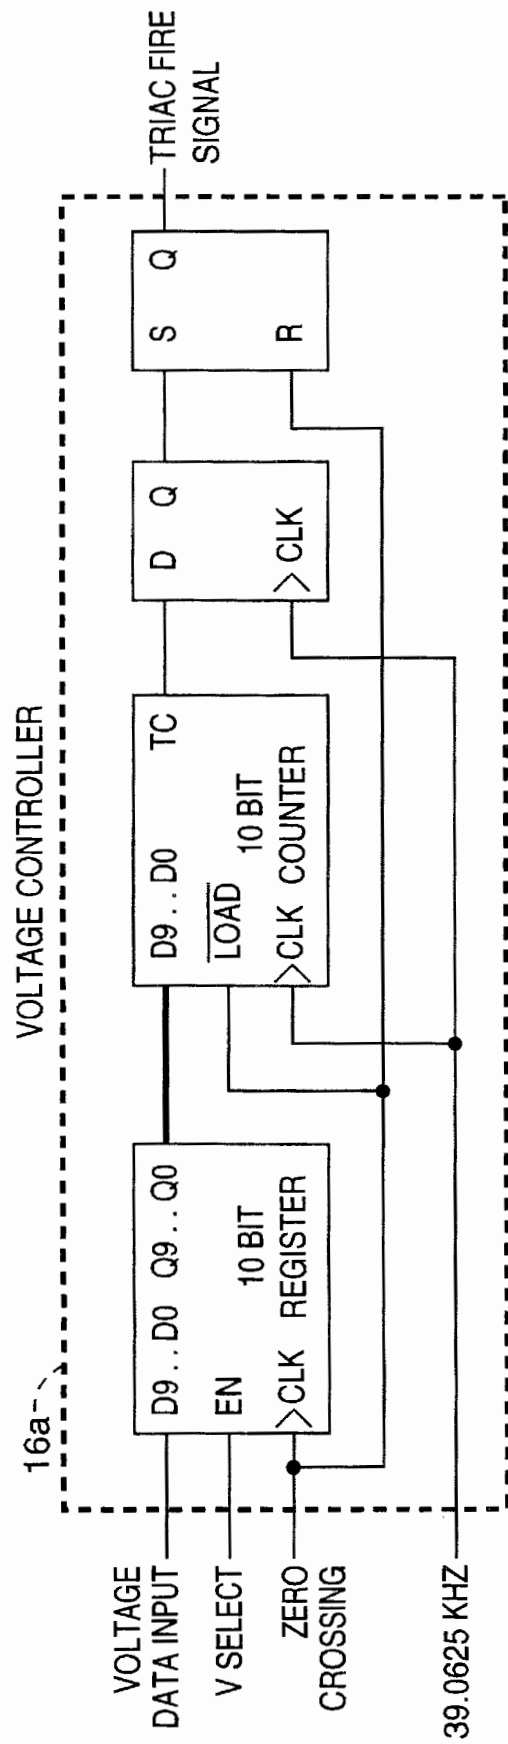 VOLTAGE CONTROLLER
16a
VOLTAGE
DATA INPUT
V SELECT
ZERO
CROSSING
39.0625 KHZ
D9..D0 Q9..Q0
EN
10 BIT
CLK REGISTER
D9..D0 TC
LOAD
10 BIT
CLK COUNTER
D Q
CLK
S Q
R
TRIAC FIRE
SIGNAL